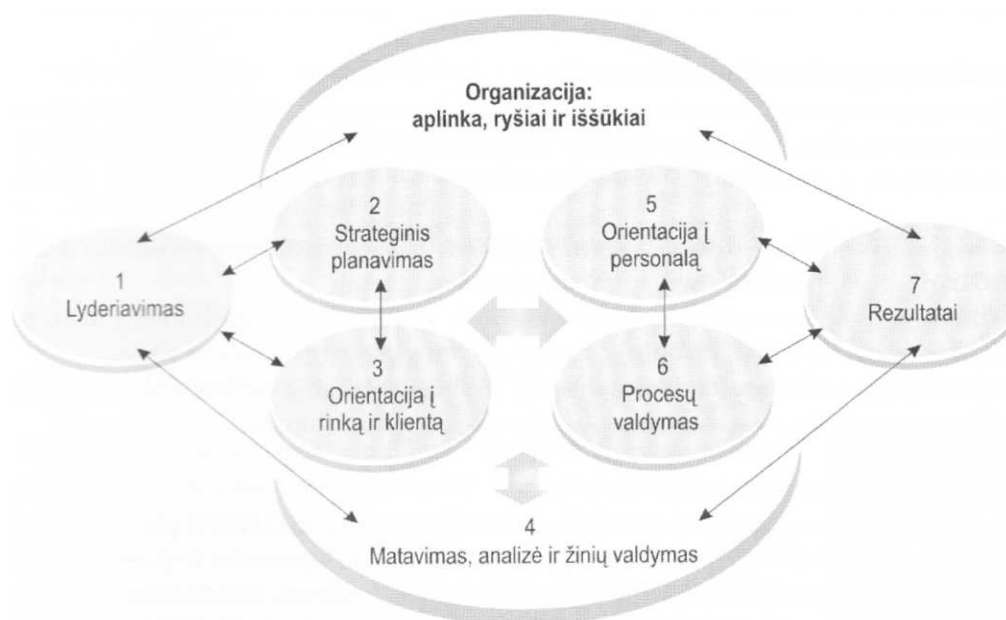 Organizacija:
aplinka, ryšiai ir iššūkiai
1
Lyderiavimas
2
Strateginis
planavimas
3
Orientacija į
rinką ir klientą
5
Orientacija į
personalą
6
Procesų
valdymas
7
Rezultatai
4
Matavimas, analizė ir žinių valdymas